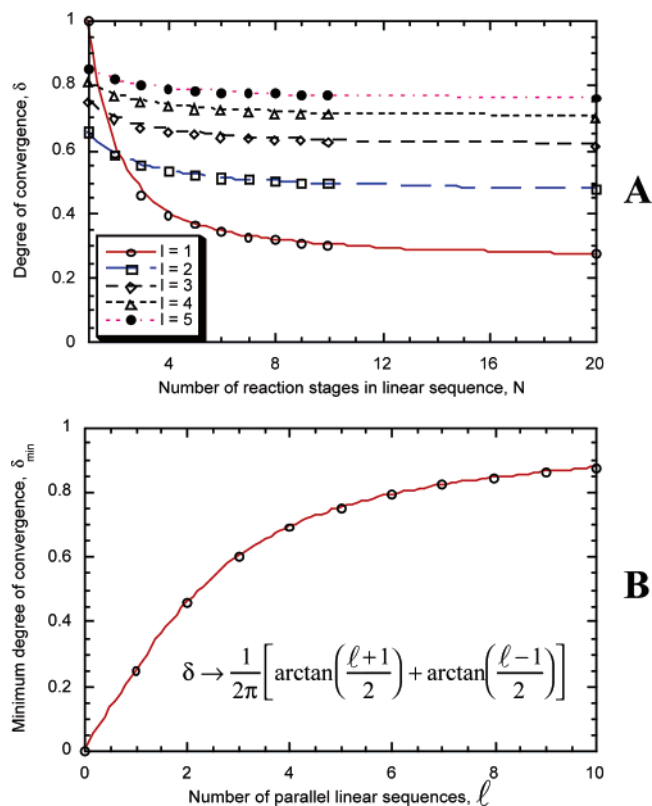 1
0.8
0.6
0.4
0.2
0
Degree of convergence, δ
l = 1
l = 2
l = 3
l = 4
l = 5
4 8 12 16 20
Number of reaction stages in linear sequence, N
A
1
0.8
0.6
0.4
0.2
0
Minimum degree of convergence, δmin
δ → 1/2π [ arctan( ℓ+1/2 ) + arctan( ℓ−1/2 ) ]
0 2 4 6 8 10
Number of parallel linear sequences, ℓ
B